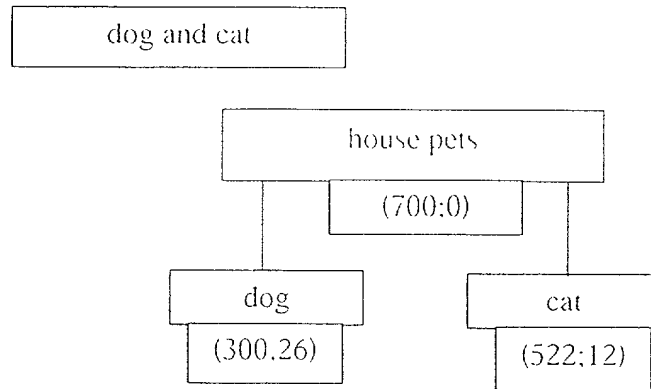 dog and cat
house pets
(700;0)
dog
cat
(300,26)
(522;12)